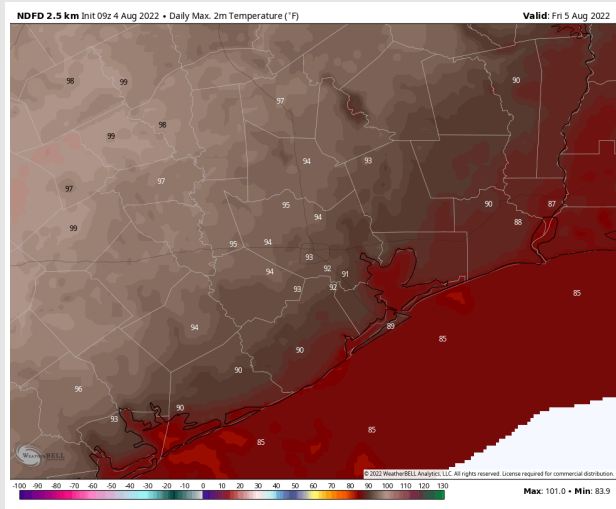 NDFD 2.5 km Init 09z 4 Aug 2022 • Daily Max. 2m Temperature (°F)
Valid: Fri 5 Aug 2022
98 99 90
97
98
99
94 93
97
97
95 90 87
94 88
99
95 94
93
94 92 91
93 92
85
94 89
85
90
90
96
90
93
85
85
WEATHERBELL
© 2022 WeatherBELL Analytics, LLC. All rights reserved. License required for commercial distribution.
-100 -90 -80 -70 -60 -50 -40 -30 -20 -10 0 10 20 30 40 50 60 70 80 90 100 110 120 130
Max: 101.0 • Min: 83.9